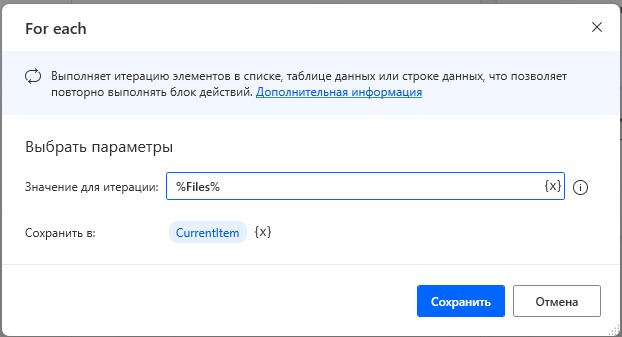 For each
Выполняет итерацию элементов в списке, таблице данных или строке данных, что позволяет
повторно выполнять блок действий. Дополнительная информация
Выбрать параметры
Значение для итерации: %Files% {x}
Сохранить в: CurrentItem {x}
Сохранить Отмена